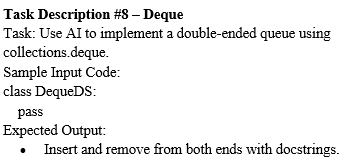 Task Description #8 – Deque
Task: Use AI to implement a double-ended queue using
collections.deque.
Sample Input Code:
class DequeDS:
pass
Expected Output:
• Insert and remove from both ends with docstrings.